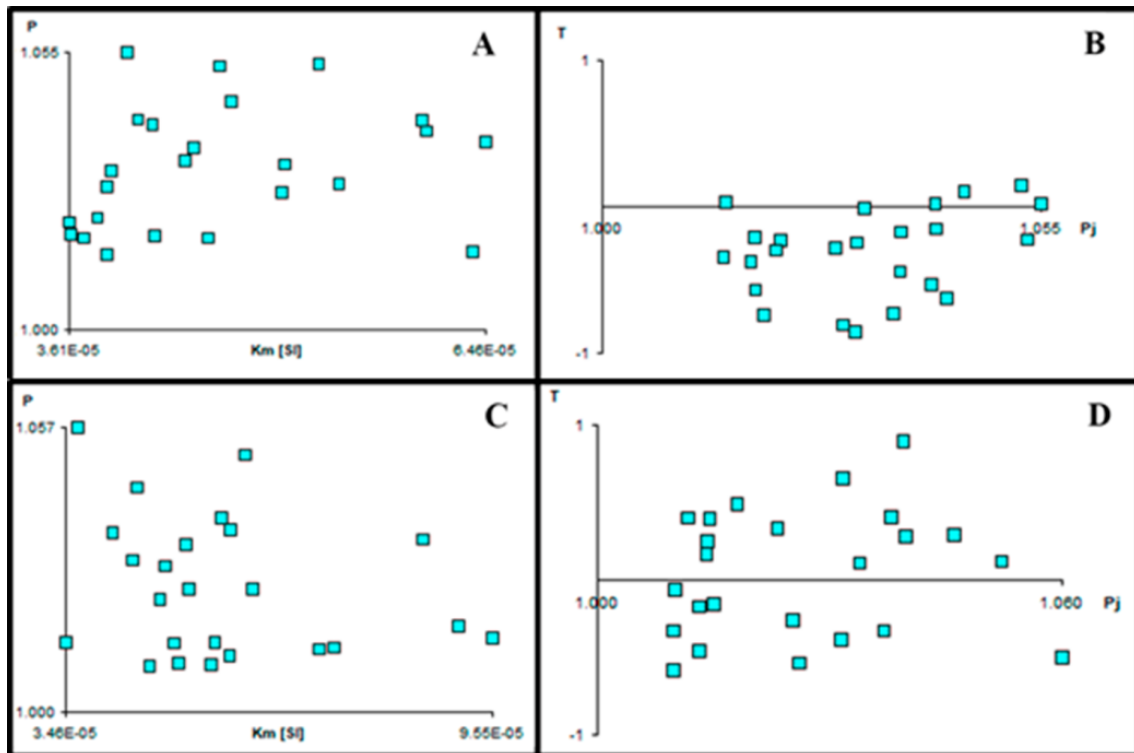 P
A
1.055
1.000
3.61E-05
Km [SI]
6.46E-05
T
B
1
1.000
1.055
Pj
-1
P
C
1.057
1.000
3.46E-05
Km [SI]
9.55E-05
T
D
1
1.000
1.060
Pj
-1